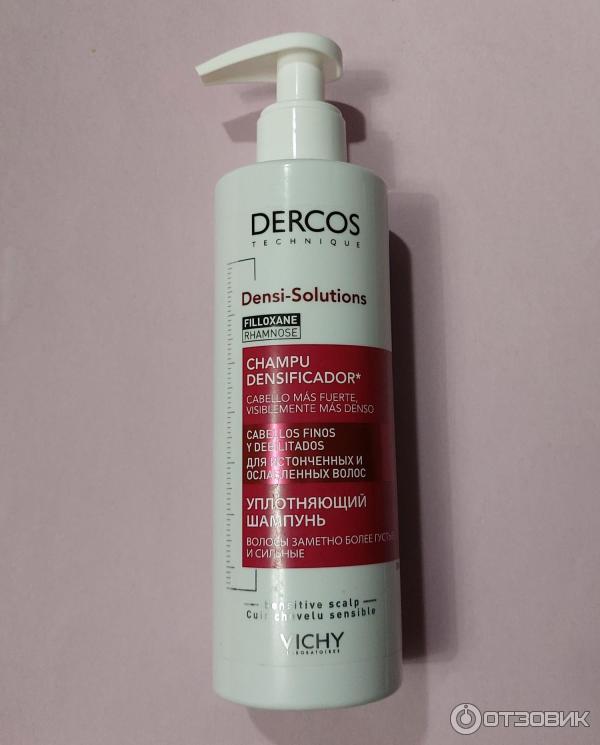 DERCOS
TECHNIQUE
Densi-Solutions
FILLOXANE
RHAMNOSE
CHAMPU
DENSIFICADOR*
CABELLO MÁS FUERTE,
VISIBLEMENTE MÁS DENSO
CABELLOS FINOS
Y DEBILITADOS
ДЛЯ ИСТОНЧЕННЫХ И
ОСЛАБЛЕННЫХ ВОЛОС
УПЛОТНЯЮЩИЙ
ШАМПУНЬ
ВОЛОСЫ ЗАМЕТНО БОЛЕЕ
И СИЛЬНЫЕ
Sensitive scalp
Cuir chevelu sensible
VICHY
LABORATOIRES
ОТЗОВИК